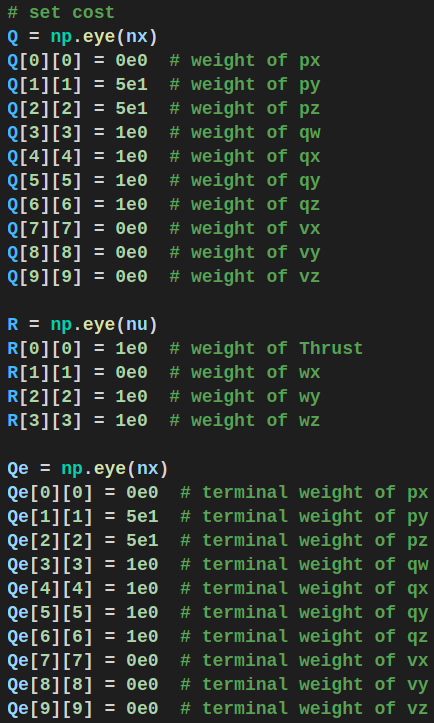 # set cost
Q = np.eye(nx)
Q[0][0] = 0e0  # weight of px
Q[1][1] = 5e1  # weight of py
Q[2][2] = 5e1  # weight of pz
Q[3][3] = 1e0  # weight of qw
Q[4][4] = 1e0  # weight of qx
Q[5][5] = 1e0  # weight of qy
Q[6][6] = 1e0  # weight of qz
Q[7][7] = 0e0  # weight of vx
Q[8][8] = 0e0  # weight of vy
Q[9][9] = 0e0  # weight of vz

R = np.eye(nu)
R[0][0] = 1e0  # weight of Thrust
R[1][1] = 0e0  # weight of wx
R[2][2] = 1e0  # weight of wy
R[3][3] = 1e0  # weight of wz

Qe = np.eye(nx)
Qe[0][0] = 0e0  # terminal weight of px
Qe[1][1] = 5e1  # terminal weight of py
Qe[2][2] = 5e1  # terminal weight of pz
Qe[3][3] = 1e0  # terminal weight of qw
Qe[4][4] = 1e0  # terminal weight of qx
Qe[5][5] = 1e0  # terminal weight of qy
Qe[6][6] = 1e0  # terminal weight of qz
Qe[7][7] = 0e0  # terminal weight of vx
Qe[8][8] = 0e0  # terminal weight of vy
Qe[9][9] = 0e0  # terminal weight of vz